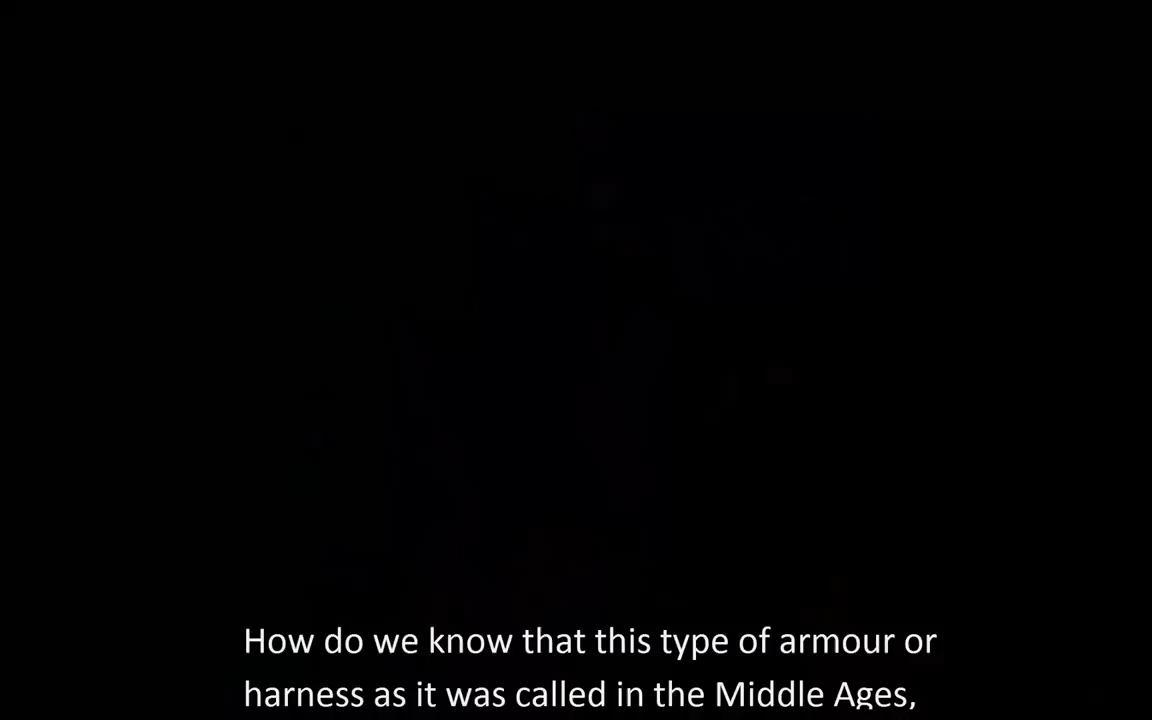 How do we know that this type of armour or
harness as it was called in the Middle Ages,